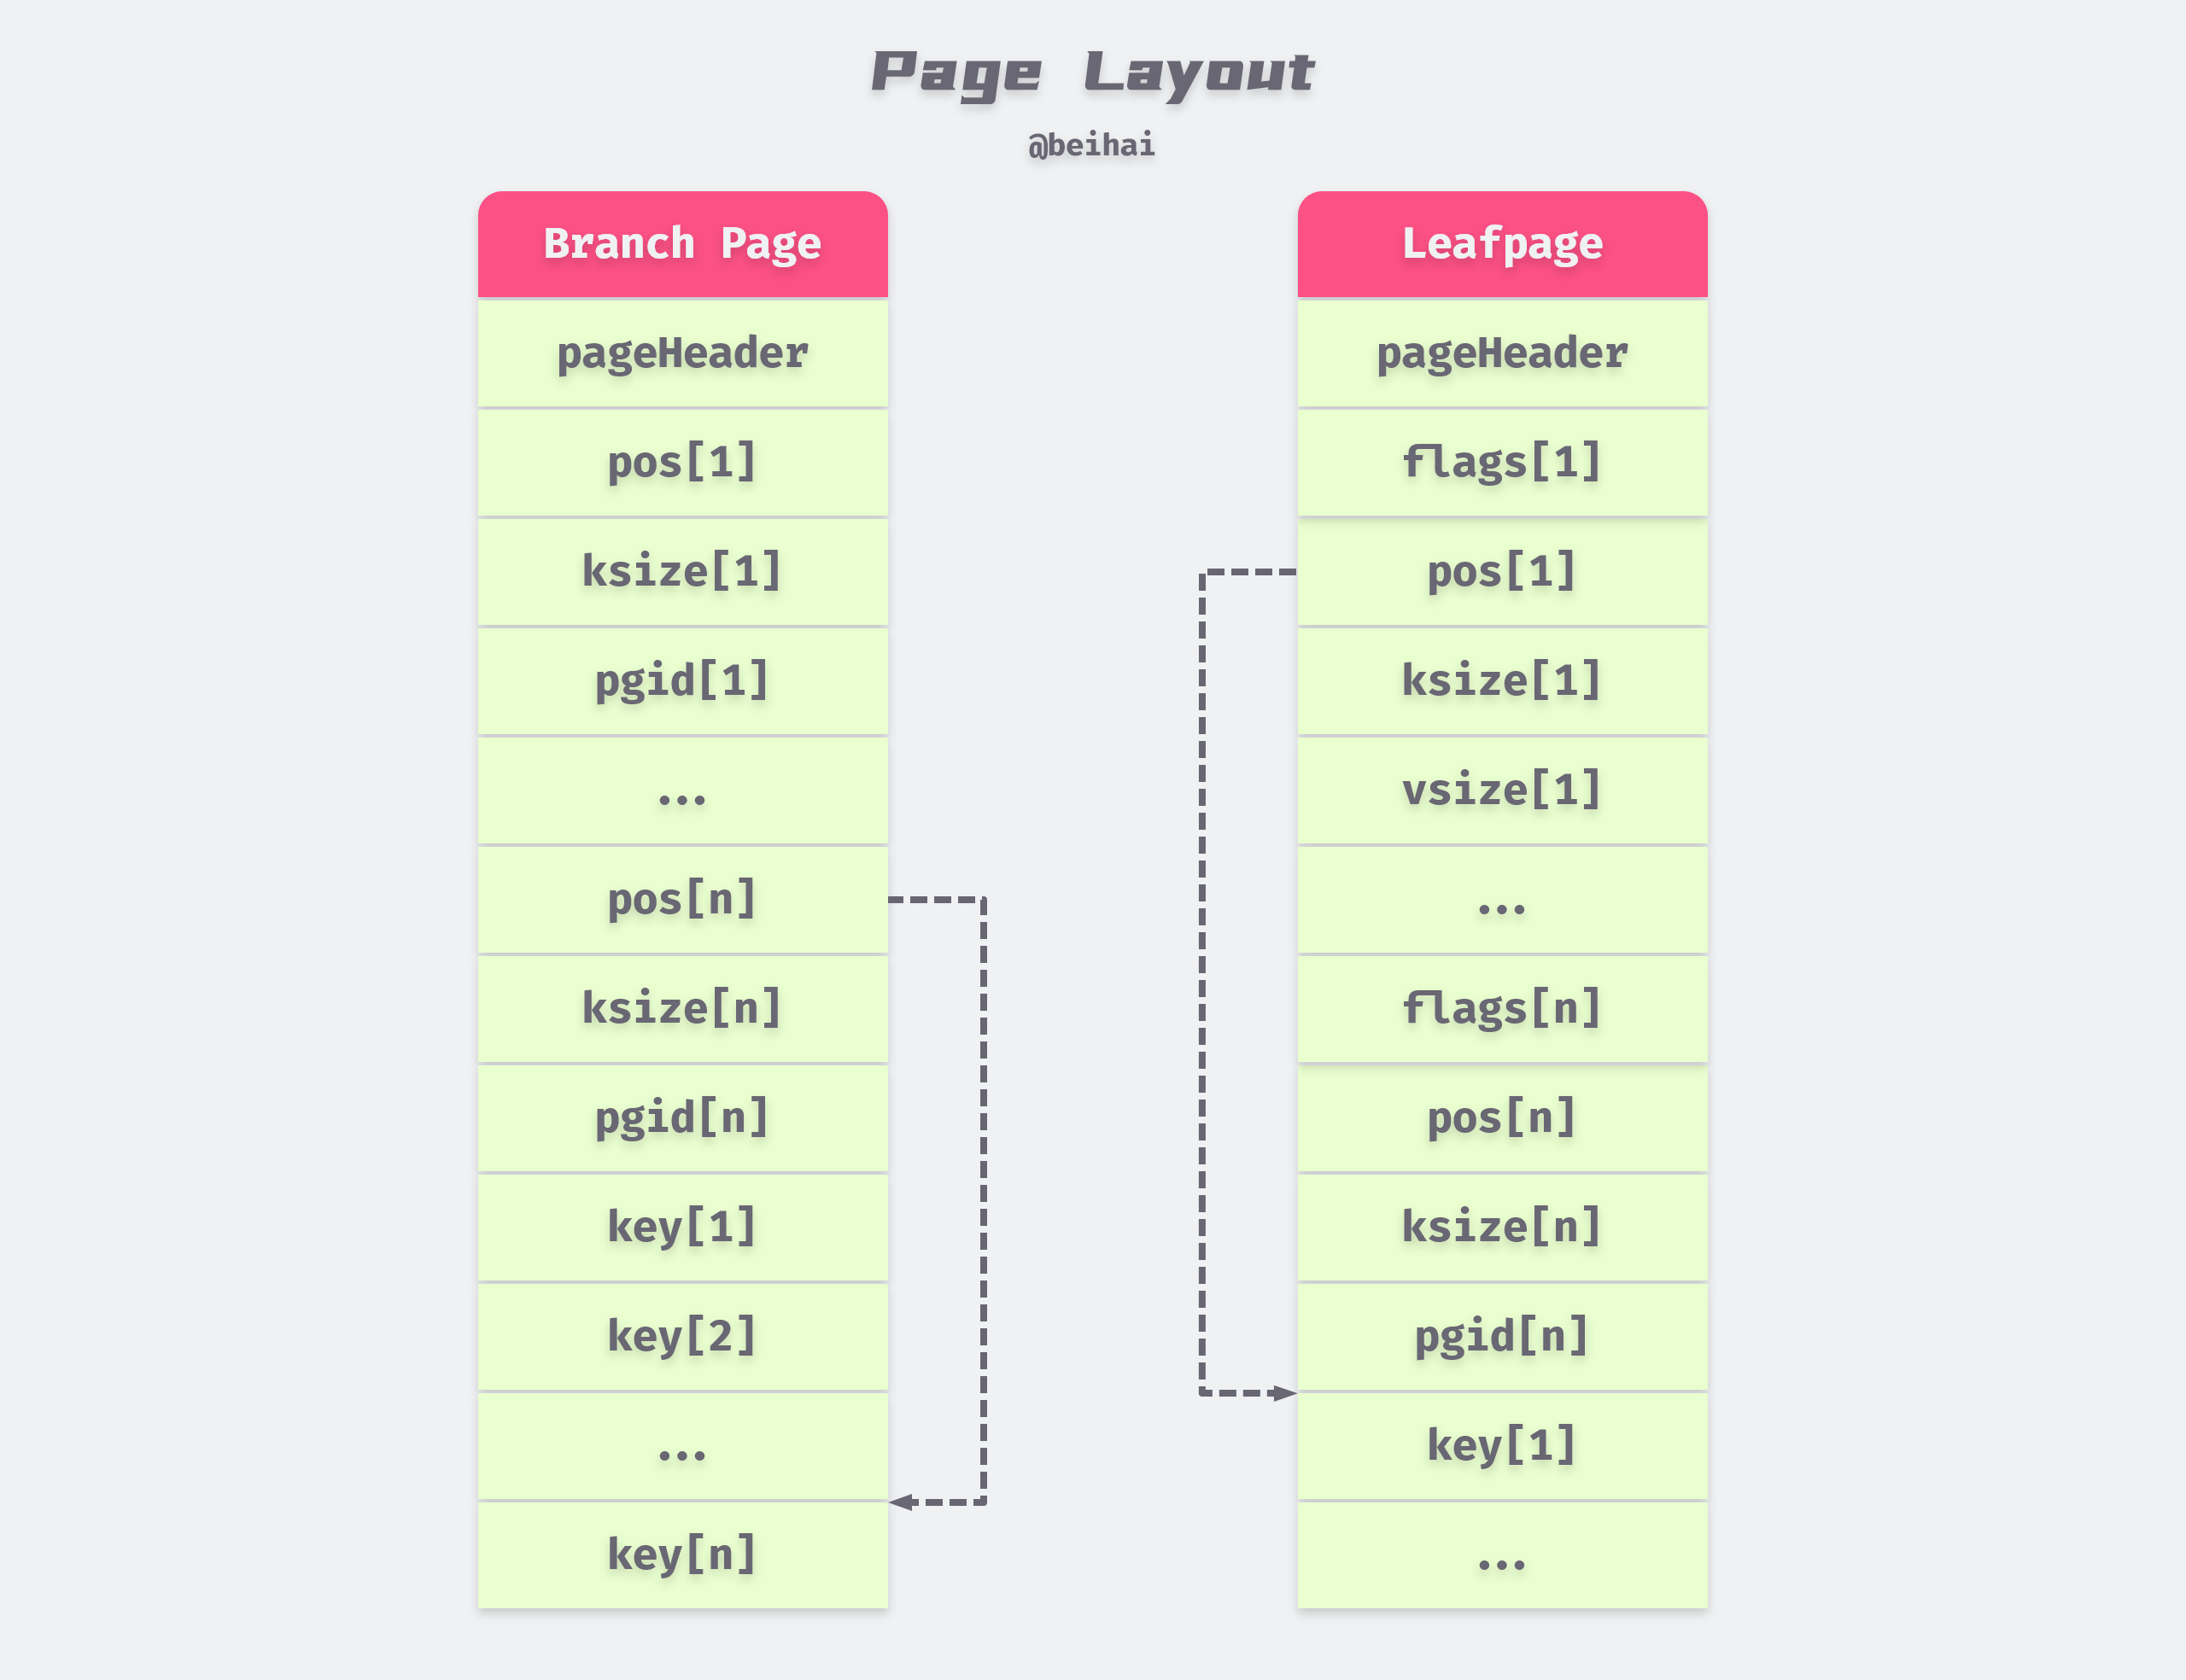 Page Layout
@beihai
Branch Page
pageHeader
pos[1]
ksize[1]
pgid[1]
...
pos[n]
ksize[n]
pgid[n]
key[1]
key[2]
...
key[n]
Leafpage
pageHeader
flags[1]
pos[1]
ksize[1]
vsize[1]
...
flags[n]
pos[n]
ksize[n]
pgid[n]
key[1]
...